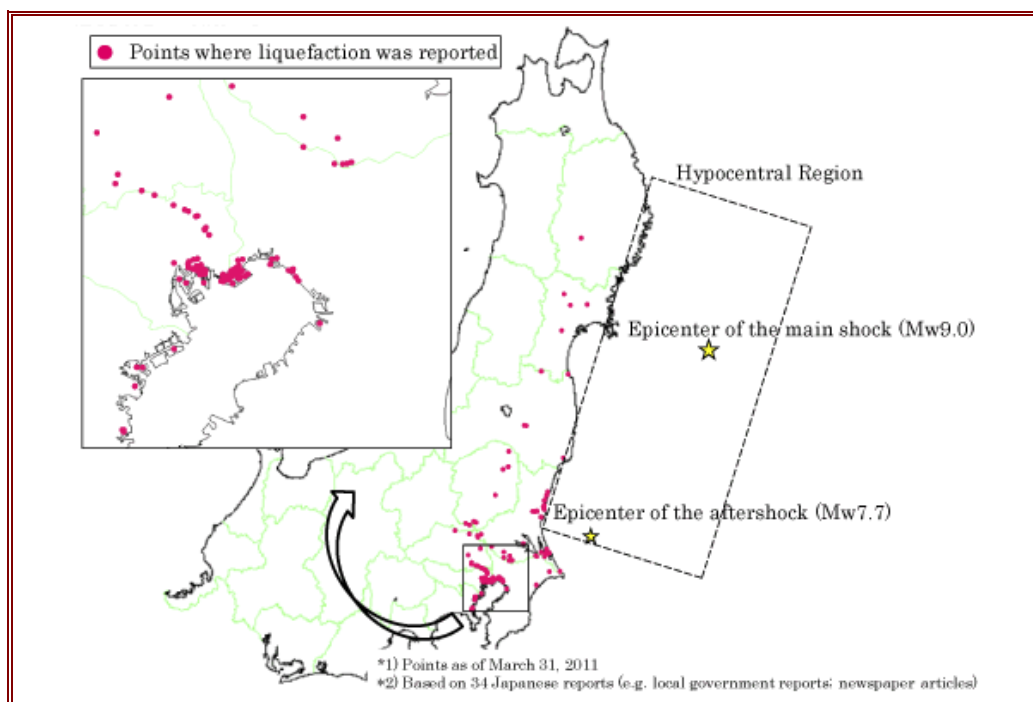 Points where liquefaction was reported
Hypocentral Region
Epicenter of the main shock (Mw9.0)
Epicenter of the aftershock (Mw7.7)
*1) Points as of March 31, 2011
*2) Based on 34 Japanese reports (e.g. local government reports; newspaper articles)